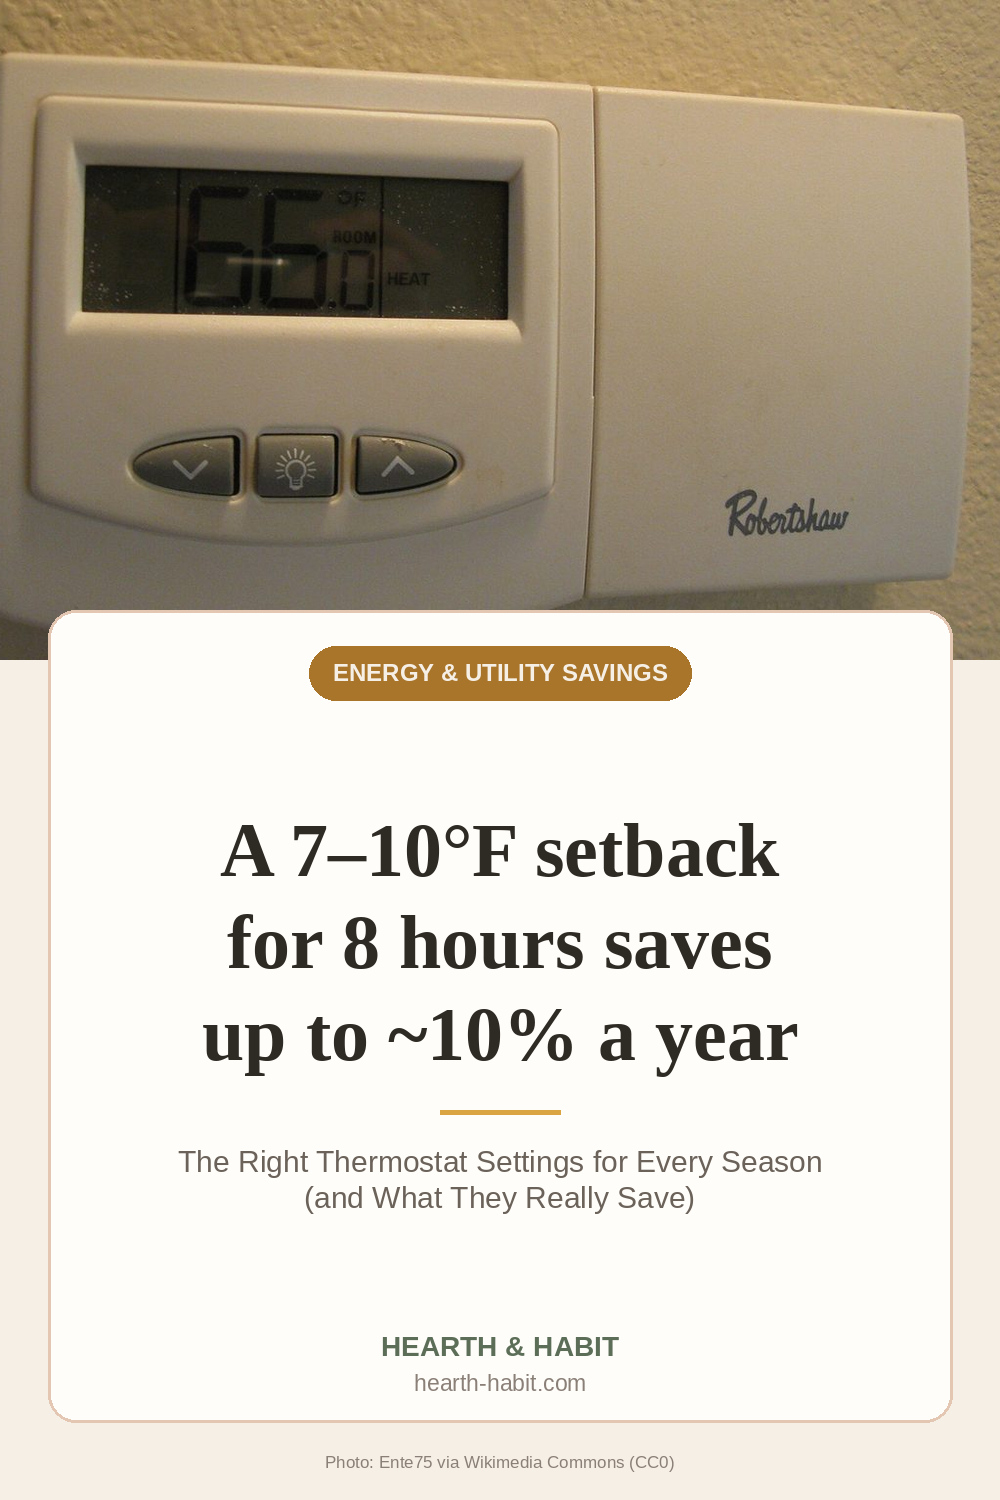 °F
66.0
ROOM
HEAT
Robertshaw
ENERGY & UTILITY SAVINGS
A 7–10°F setback
for 8 hours saves
up to ~10% a year
The Right Thermostat Settings for Every Season
(and What They Really Save)
HEARTH & HABIT
hearth-habit.com
Photo: Ente75 via Wikimedia Commons (CC0)